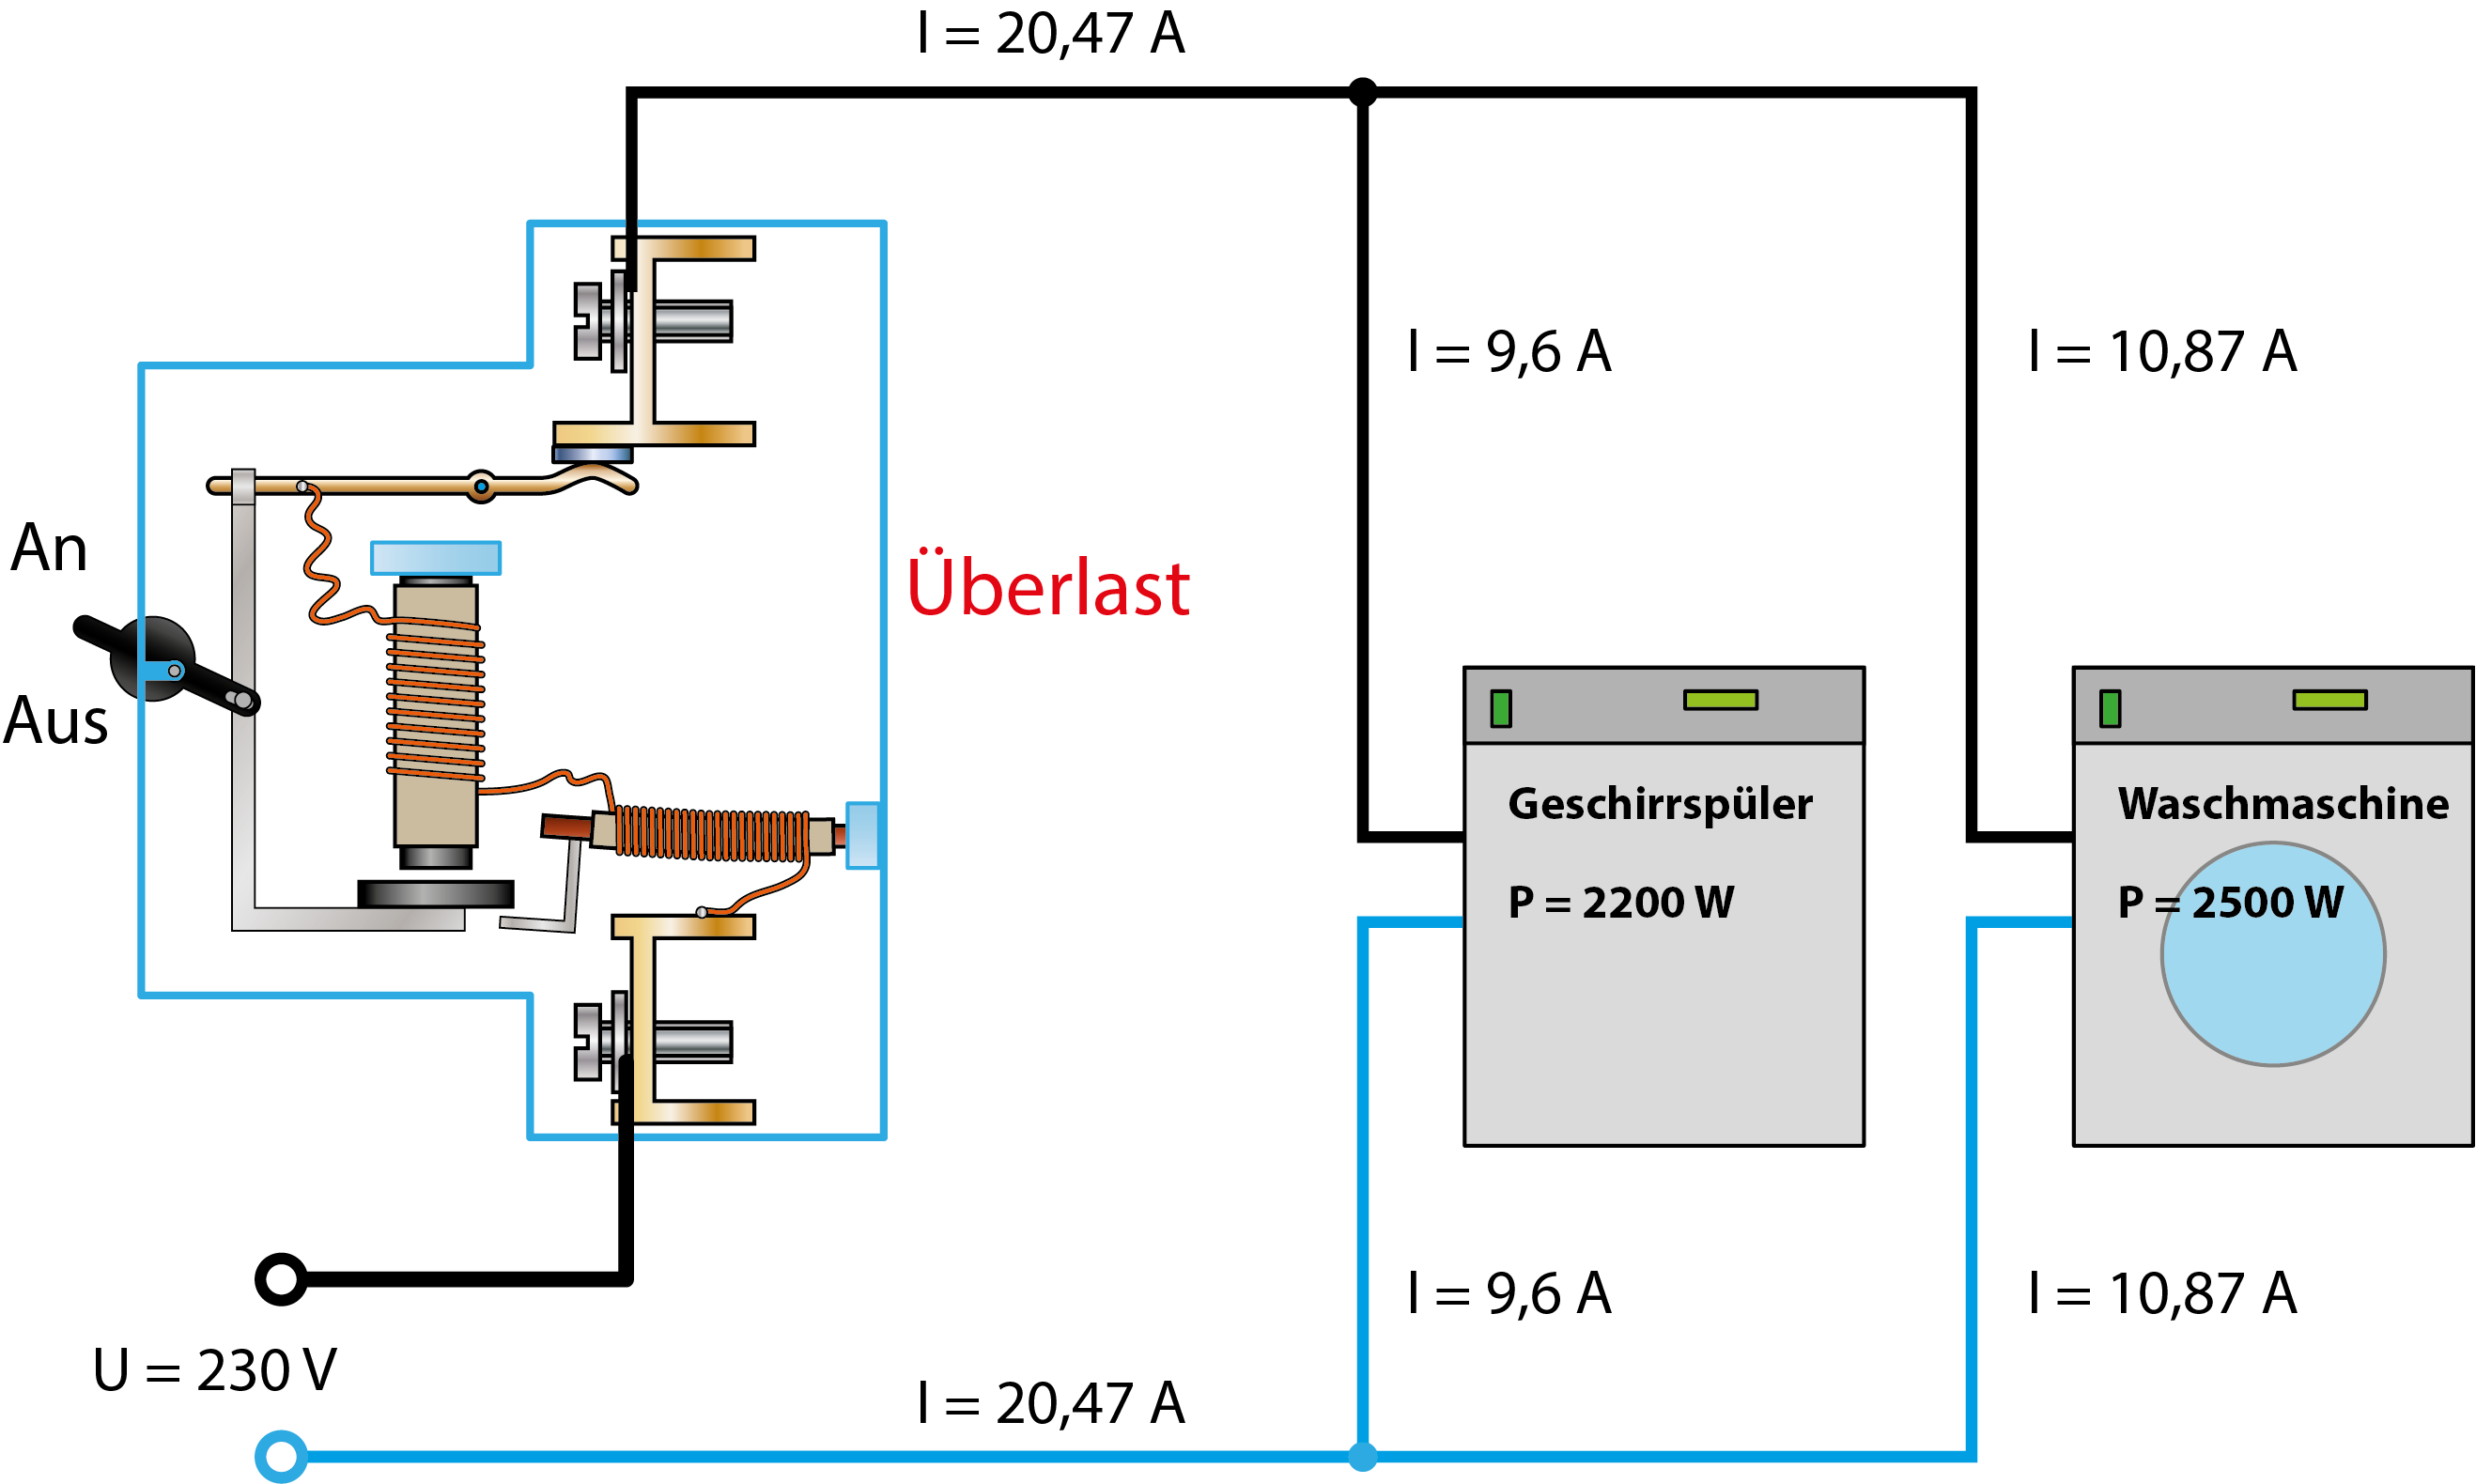 I = 20,47 A
I = 9,6 A
I = 10,87 A
An
Überlast
Aus
Geschirrspüler
P = 2200 W
Waschmaschine
P = 2500 W
I = 9,6 A
I = 10,87 A
U = 230 V
I = 20,47 A